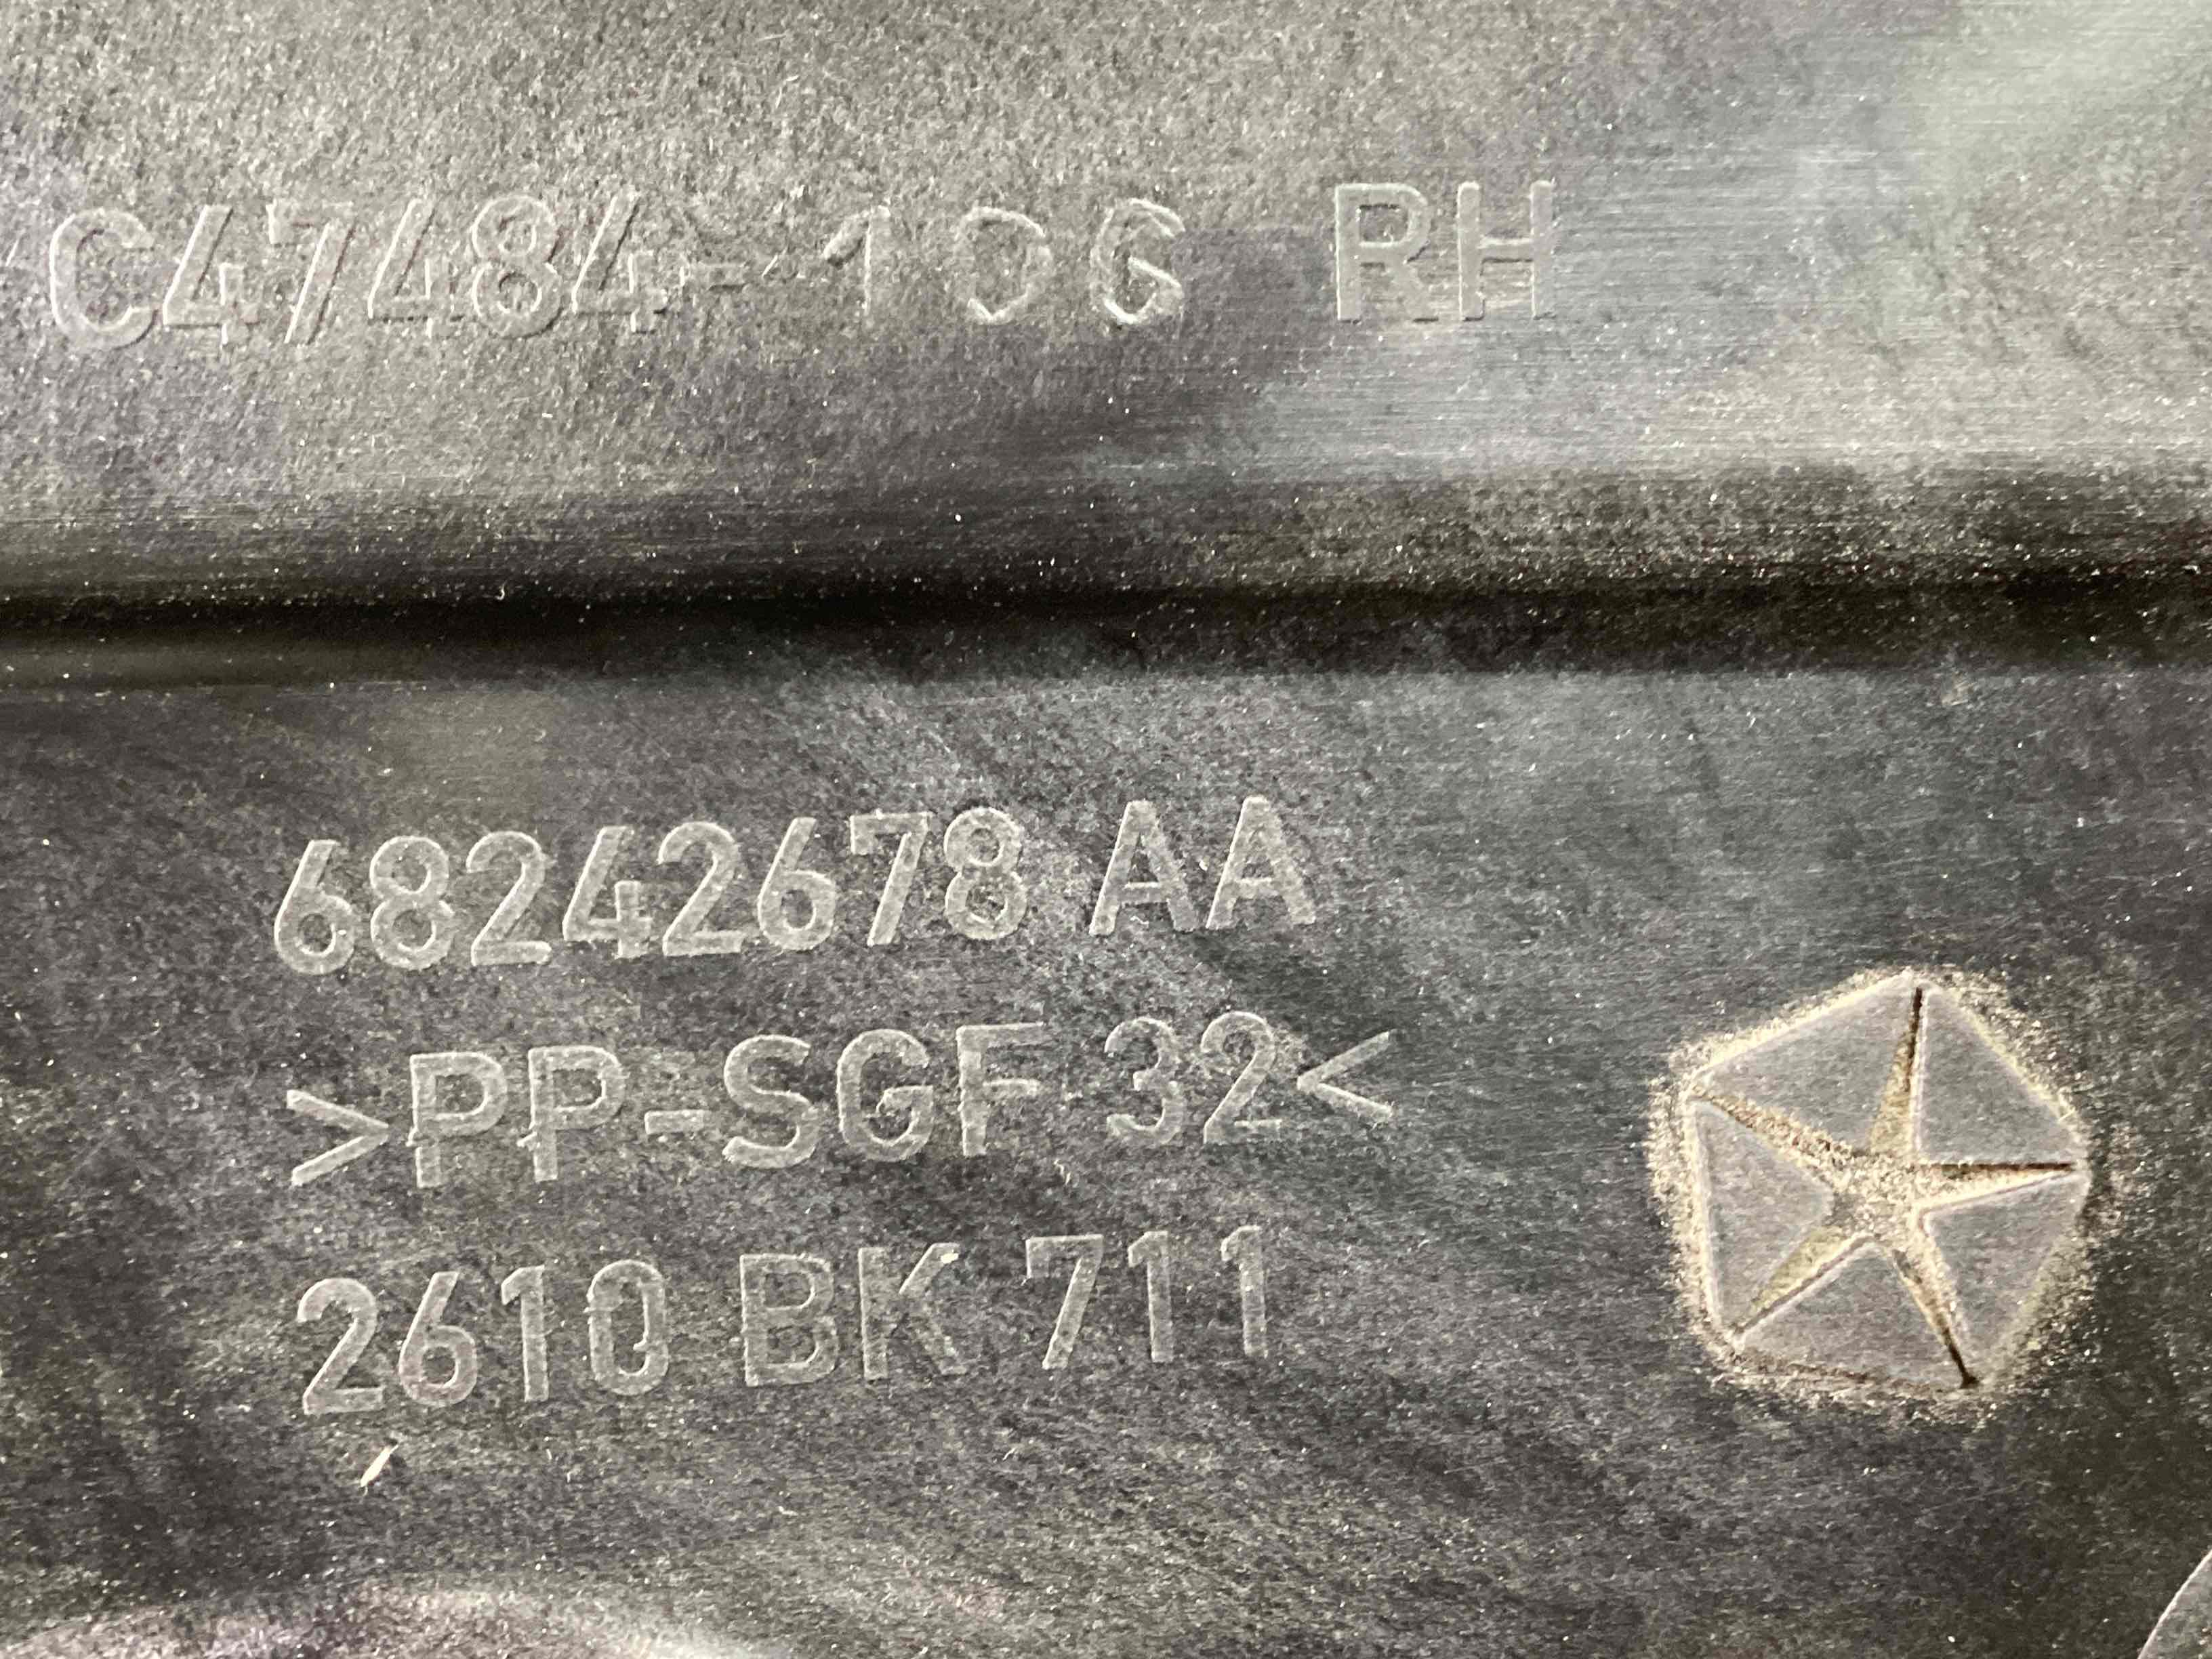 C47484-106 RH
68242678 AA
>PP-SGF 32<
2610 BK 711